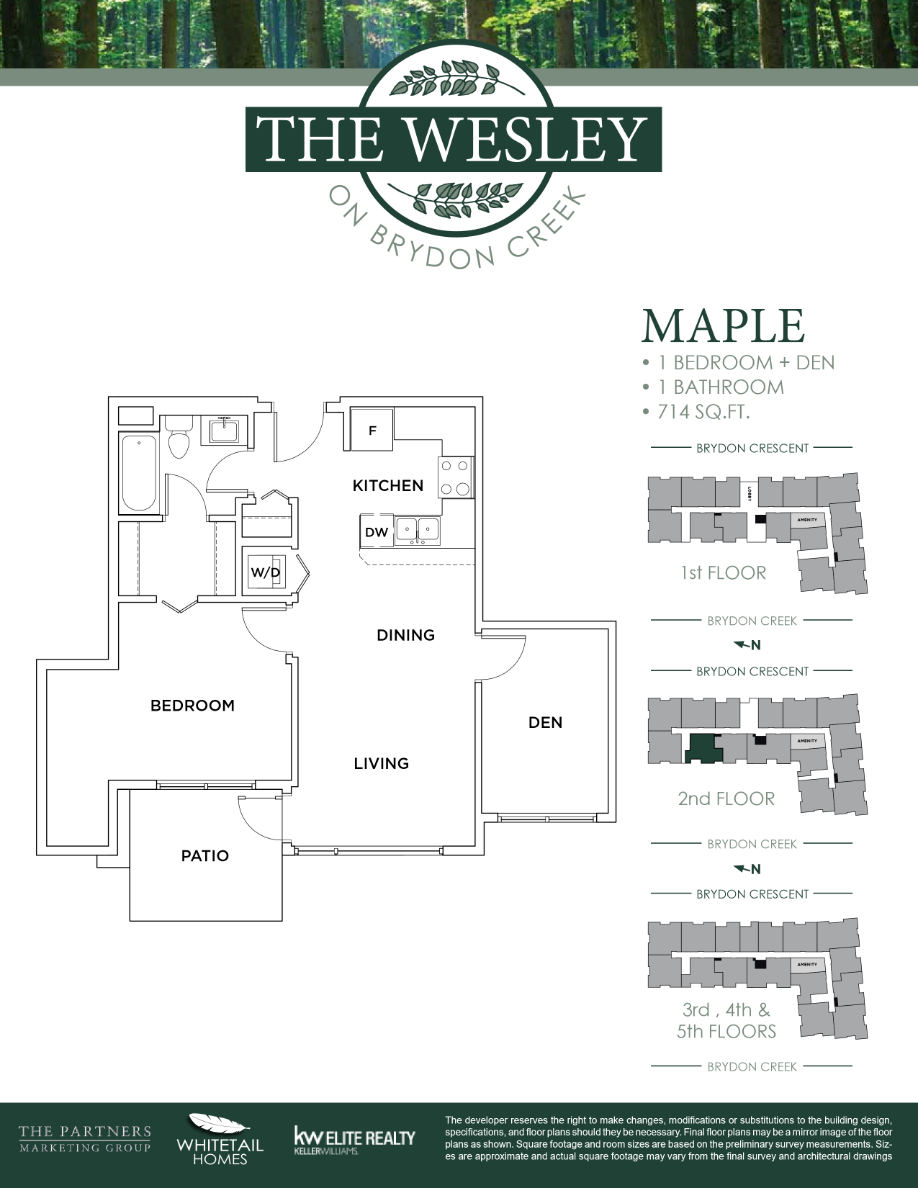 THE WESLEY
ON BRYDON CREEK
MAPLE
• 1 BEDROOM + DEN
• 1 BATHROOM
• 714 SQ.FT.
F
KITCHEN
DW
W/D
DINING
BEDROOM
DEN
LIVING
PATIO
BRYDON CRESCENT
LOBBY
AMENITY
1st FLOOR
BRYDON CREEK
N
BRYDON CRESCENT
AMENITY
2nd FLOOR
BRYDON CREEK
N
BRYDON CRESCENT
AMENITY
3rd , 4th &
5th FLOORS
BRYDON CREEK
THE PARTNERS
MARKETING GROUP
WHITETAIL
HOMES
kw ELITE REALTY
KELLERWILLIAMS.
The developer reserves the right to make changes, modifications or substitutions to the building design,
specifications, and floor plans should they be necessary. Final floor plans may be a mirror image of the floor
plans as shown. Square footage and room sizes are based on the preliminary survey measurements. Siz-
es are approximate and actual square footage may vary from the final survey and architectural drawings